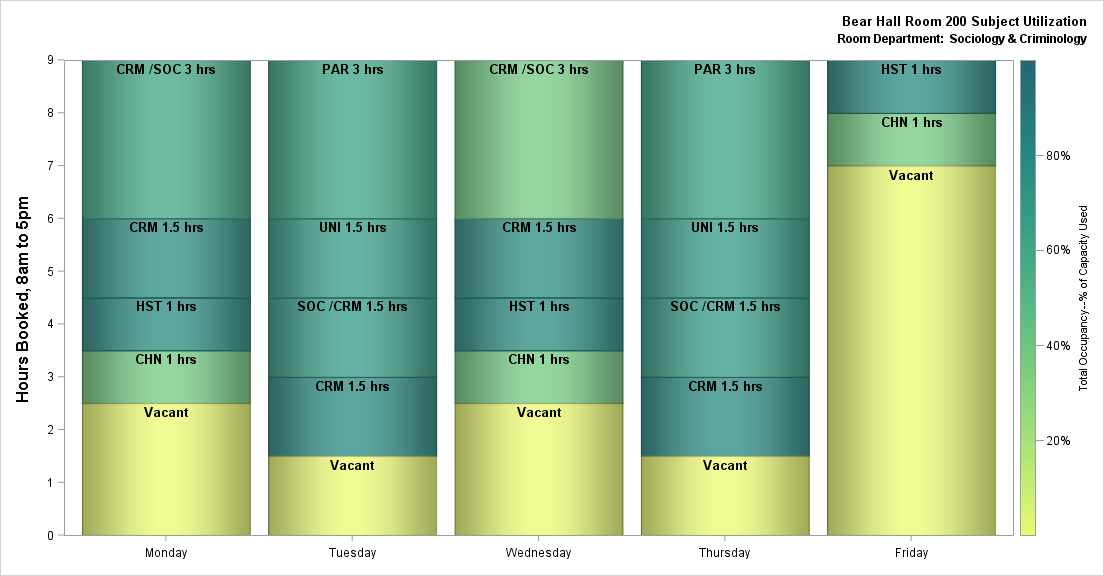 Bear Hall Room 200 Subject Utilization
Room Department: Sociology & Criminology
Hours Booked, 8am to 5pm
9
8
7
6
5
4
3
2
1
0
CRM /SOC 3 hrs
CRM 1.5 hrs
HST 1 hrs
CHN 1 hrs
Vacant
PAR 3 hrs
UNI 1.5 hrs
SOC /CRM 1.5 hrs
CRM 1.5 hrs
Vacant
CRM /SOC 3 hrs
CRM 1.5 hrs
HST 1 hrs
CHN 1 hrs
Vacant
PAR 3 hrs
UNI 1.5 hrs
SOC /CRM 1.5 hrs
CRM 1.5 hrs
Vacant
HST 1 hrs
CHN 1 hrs
Vacant
Monday
Tuesday
Wednesday
Thursday
Friday
80%
60%
40%
20%
Total Occupancy--% of Capacity Used